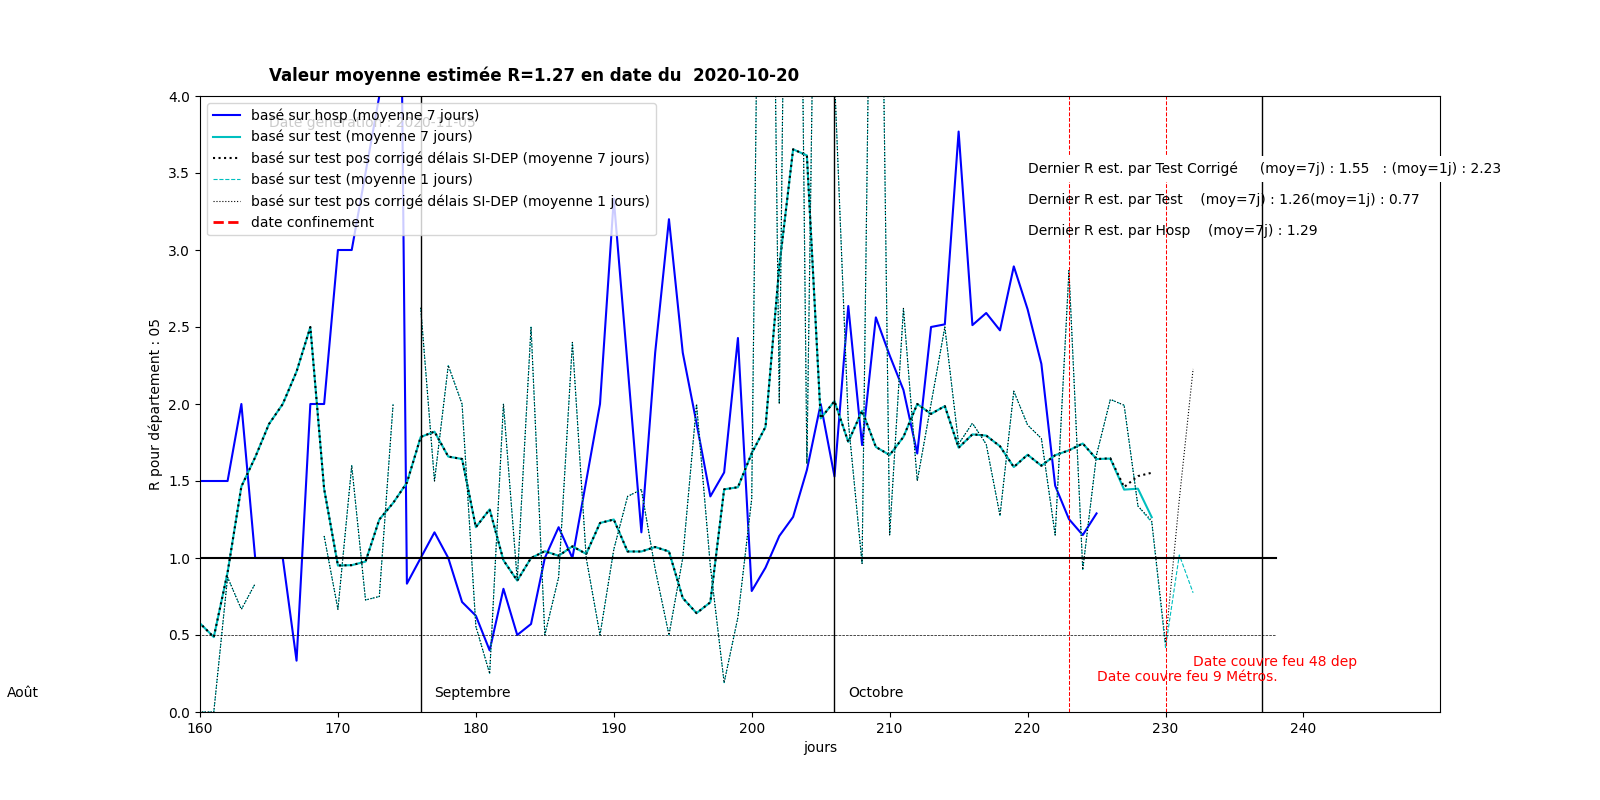 Valeur moyenne estimée R=1.27 en date du  2020-10-20
Date génération : 2020-11-05
basé sur hosp (moyenne 7 jours)
basé sur test (moyenne 7 jours)
basé sur test pos corrigé délais SI-DEP (moyenne 7 jours)
basé sur test (moyenne 1 jours)
basé sur test pos corrigé délais SI-DEP (moyenne 1 jours)
date confinement
Dernier R est. par Test Corrigé     (moy=7j) : 1.55   : (moy=1j) : 2.23
Dernier R est. par Test    (moy=7j) : 1.26(moy=1j) : 0.77
Dernier R est. par Hosp    (moy=7j) : 1.29
R pour département : 05
4.0
3.5
3.0
2.5
2.0
1.5
1.0
0.5
0.0
Date couvre feu 48 dep
Date couvre feu 9 Métros.
Août
Septembre
Octobre
160 170 180 190 200 210 220 230 240
jours